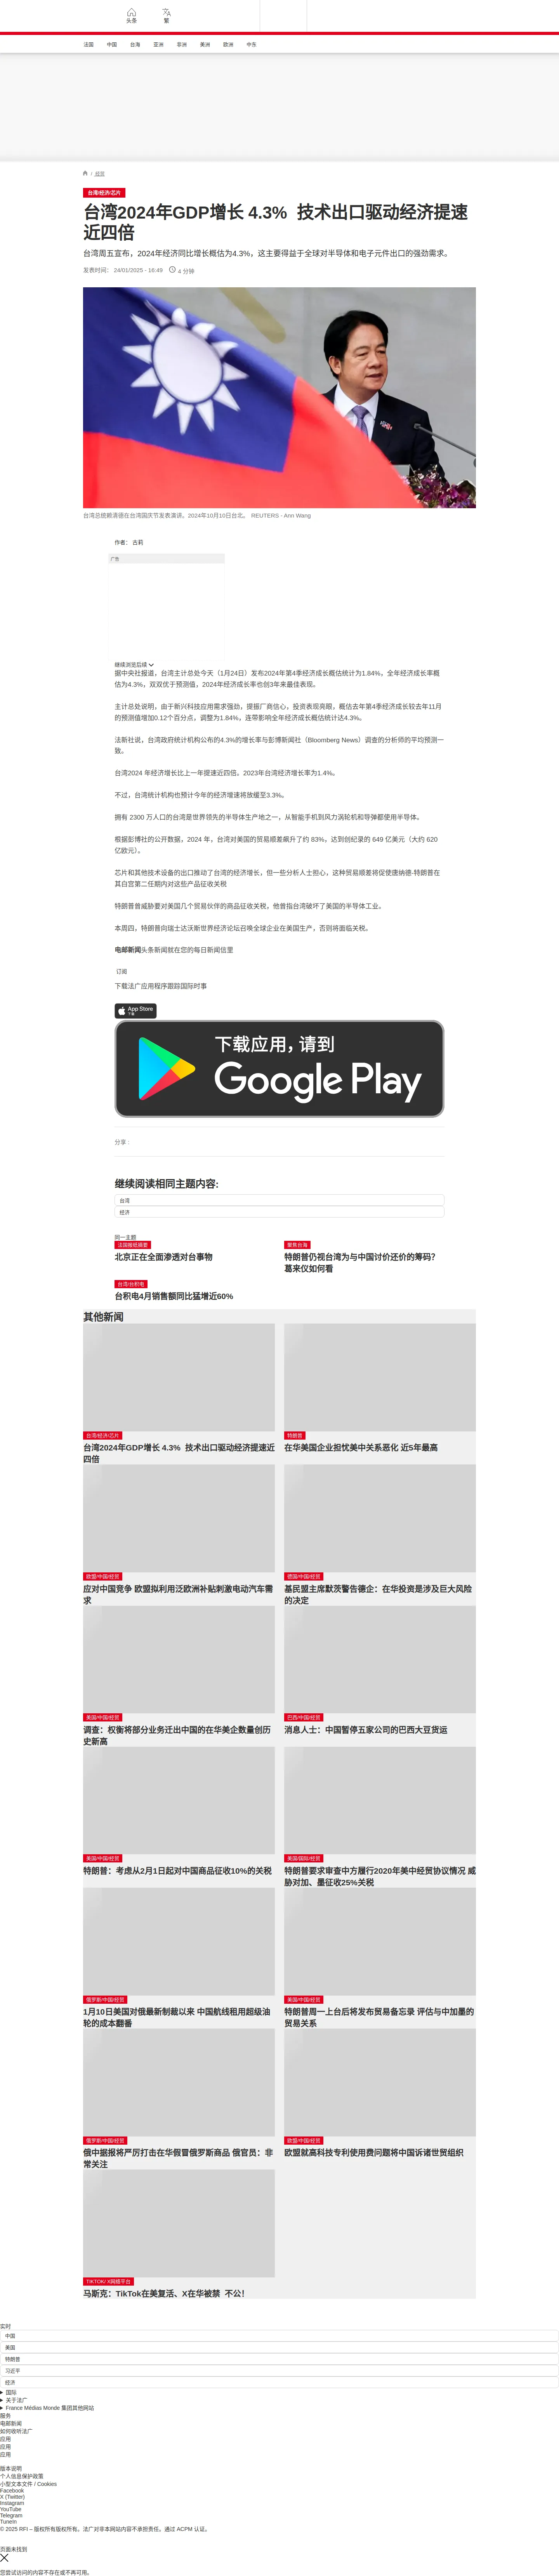 头条
繁
法国
中国
台海
亚洲
非洲
美洲
欧洲
中东
/ 经贸
台湾/经济/芯片
台湾2024年GDP增长 4.3%  技术出口驱动经济提速
近四倍
台湾周五宣布，2024年经济同比增长概估为4.3%，这主要得益于全球对半导体和电子元件出口的强劲需求。
发表时间： 24/01/2025 - 16:49
4 分钟
台湾总统赖清德在台湾国庆节发表演讲。2024年10月10日台北。 REUTERS - Ann Wang
作者： 古莉
广告
继续浏览后续
据中央社报道，台湾主计总处今天（1月24日）发布2024年第4季经济成长概估统计为1.84%，全年经济成长率概
估为4.3%，双双优于预测值，2024年经济成长率也创3年来最佳表现。
主计总处说明，由于新兴科技应用需求强劲，提振厂商信心，投资表现亮眼，概估去年第4季经济成长较去年11月
的预测值增加0.12个百分点，调整为1.84%，连带影响全年经济成长概估统计达4.3%。
法新社说，台湾政府统计机构公布的4.3%的增长率与彭博新闻社（Bloomberg News）调查的分析师的平均预测一
致。
台湾2024 年经济增长比上一年提速近四倍。2023年台湾经济增长率为1.4%。
不过，台湾统计机构也预计今年的经济增速将放缓至3.3%。
拥有 2300 万人口的台湾是世界领先的半导体生产地之一，从智能手机到风力涡轮机和导弹都使用半导体。
根据彭博社的公开数据，2024 年，台湾对美国的贸易顺差飙升了约 83%，达到创纪录的 649 亿美元（大约 620
亿欧元）。
芯片和其他技术设备的出口推动了台湾的经济增长，但一些分析人士担心，这种贸易顺差将促使唐纳德-特朗普在
其白宫第二任期内对这些产品征收关税
特朗普曾威胁要对美国几个贸易伙伴的商品征收关税，他曾指台湾破坏了美国的半导体工业。
本周四，特朗普向瑞士达沃斯世界经济论坛召唤全球企业在美国生产，否则将面临关税。
电邮新闻头条新闻就在您的每日新闻信里
订阅
下载法广应用程序跟踪国际时事
App Store
下载
下载应用，请到
Google Play
分享 :
继续阅读相同主题内容:
台湾
经济
同一主题
法国报纸摘要
北京正在全面渗透对台事物
聚焦台海
特朗普仍视台湾为与中国讨价还价的筹码？
葛来仪如何看
台湾/台积电
台积电4月销售额同比猛增近60%
其他新闻
台湾/经济/芯片
台湾2024年GDP增长 4.3%  技术出口驱动经济提速近
四倍
特朗普
在华美国企业担忧美中关系恶化 近5年最高
欧盟/中国/经贸
应对中国竞争 欧盟拟利用泛欧洲补贴刺激电动汽车需
求
德国/中国/经贸
基民盟主席默茨警告德企：在华投资是涉及巨大风险
的决定
美国/中国/经贸
调查：权衡将部分业务迁出中国的在华美企数量创历
史新高
巴西/中国/经贸
消息人士：中国暂停五家公司的巴西大豆货运
美国/中国/经贸
特朗普：考虑从2月1日起对中国商品征收10%的关税
美国/国际/经贸
特朗普要求审查中方履行2020年美中经贸协议情况 威
胁对加、墨征收25%关税
俄罗斯/中国/经贸
1月10日美国对俄最新制裁以来 中国航线租用超级油
轮的成本翻番
美国/中国/经贸
特朗普周一上台后将发布贸易备忘录 评估与中加墨的
贸易关系
俄罗斯/中国/经贸
俄中据报将严厉打击在华假冒俄罗斯商品 俄官员：非
常关注
欧盟/中国/经贸
欧盟就高科技专利使用费问题将中国诉诸世贸组织
TIKTOK/ X网络平台
马斯克：TikTok在美复活、X在华被禁  不公！
实时
中国
美国
特朗普
习近平
经济
国际
关于法广
France Médias Monde 集团其他网站
服务
电邮新闻
如何收听法广
应用
应用
应用
版本说明
个人信息保护政策
小型文本文件 / Cookies
Facebook
X (Twitter)
Instagram
YouTube
Telegram
TuneIn
© 2025 RFI – 版权所有版权所有。法广对非本网站内容不承担责任。通过 ACPM 认证。
页面未找到
您尝试访问的内容不存在或不再可用。